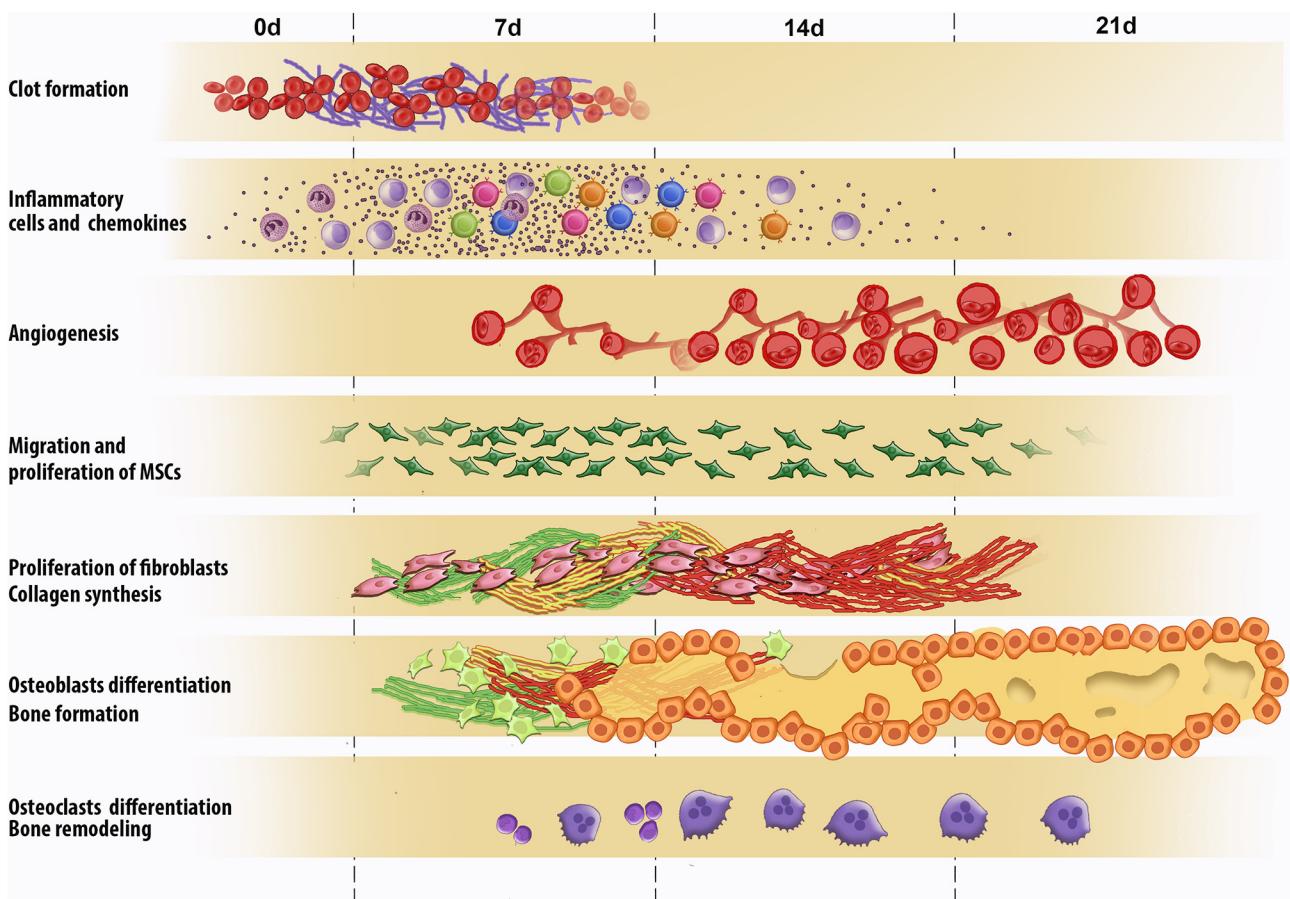 0d 7d 14d 21d
Clot formation
Inflammatory
cells and chemokines
Angiogenesis
Migration and
proliferation of MSCs
Proliferation of fibroblasts
Collagen synthesis
Osteoblasts differentiation
Bone formation
Osteoclasts differentiation
Bone remodeling